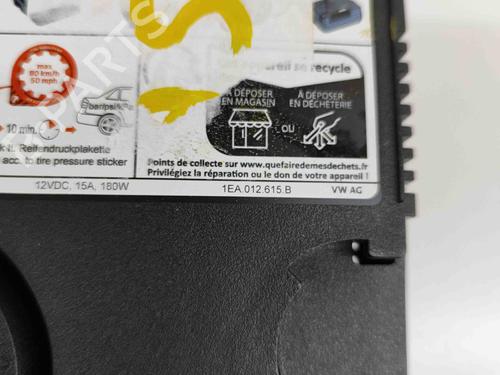 max.
80 km/h
50 mph
10 min.
Reifendruckplakette
acc. to tire pressure sticker
appareil se recycle
À DÉPOSER
EN MAGASIN
OU
À DÉPOSER
EN DÉCHÈTERIE
Points de collecte sur www.quefairedemesdechets.fr
Privilégiez la réparation ou le don de votre appareil !
12VDC, 15A, 180W
1EA.012.615.B
VW AG